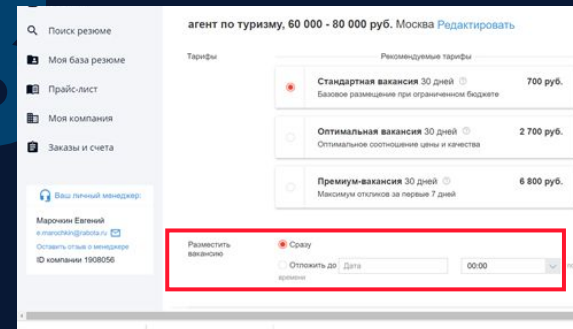 Поиск резюме
Моя база резюме
Прайс-лист
Моя компания
Заказы и счета
Ваш личный менеджер:
Марочкин Евгений
e.marochkin@rabota.ru
Оставить отзыв о менеджере
ID компании 1908056
агент по туризму, 60 000 - 80 000 руб. Москва Редактировать
Тарифы
Рекомендуемые тарифы
Стандартная вакансия 30 дней 700 руб.
Базовое размещение при ограниченном бюджете
Оптимальная вакансия 30 дней 2 700 руб.
Оптимальное соотношение цены и качества
Премиум-вакансия 30 дней 6 800 руб.
Максимум откликов за первые 7 дней
Разместить вакансию
Сразу
Отложить до Дата 00:00
времени